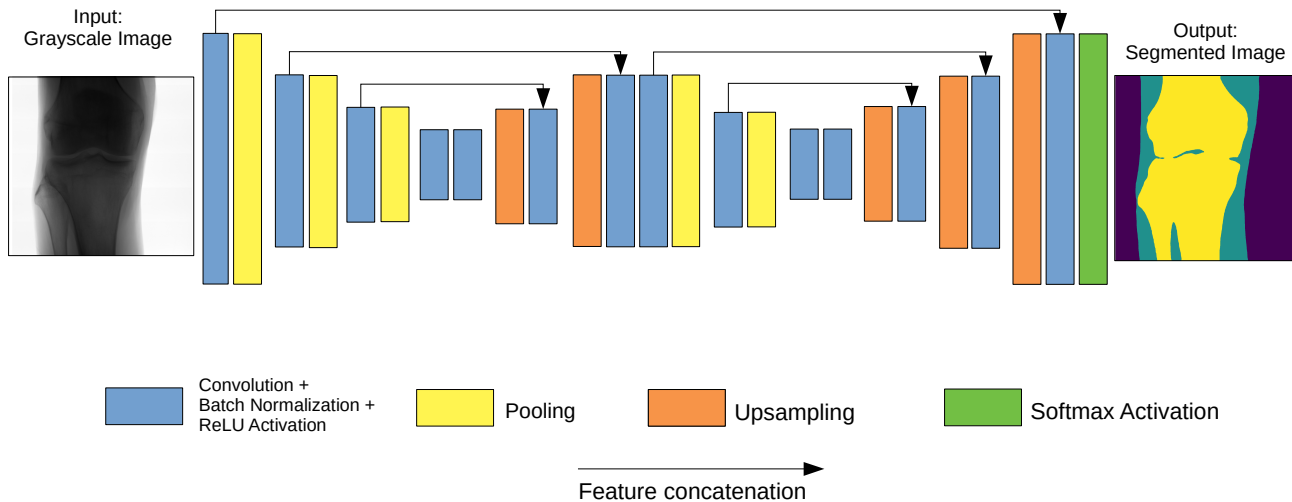 Input:
Grayscale Image
Output:
Segmented Image
Convolution +
Batch Normalization +
ReLU Activation
Pooling
Upsampling
Softmax Activation
Feature concatenation